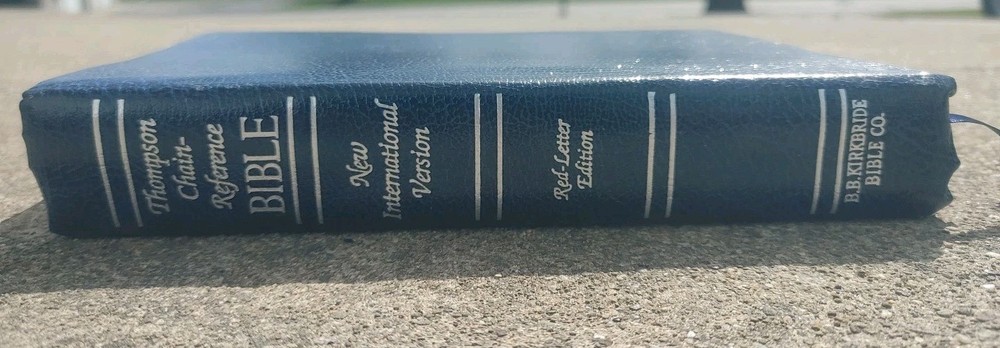 Thompson
Chain-
Reference
BIBLE
New
International
Version
Red-Letter
Edition
B.B. KIRKBRIDE
BIBLE CO.